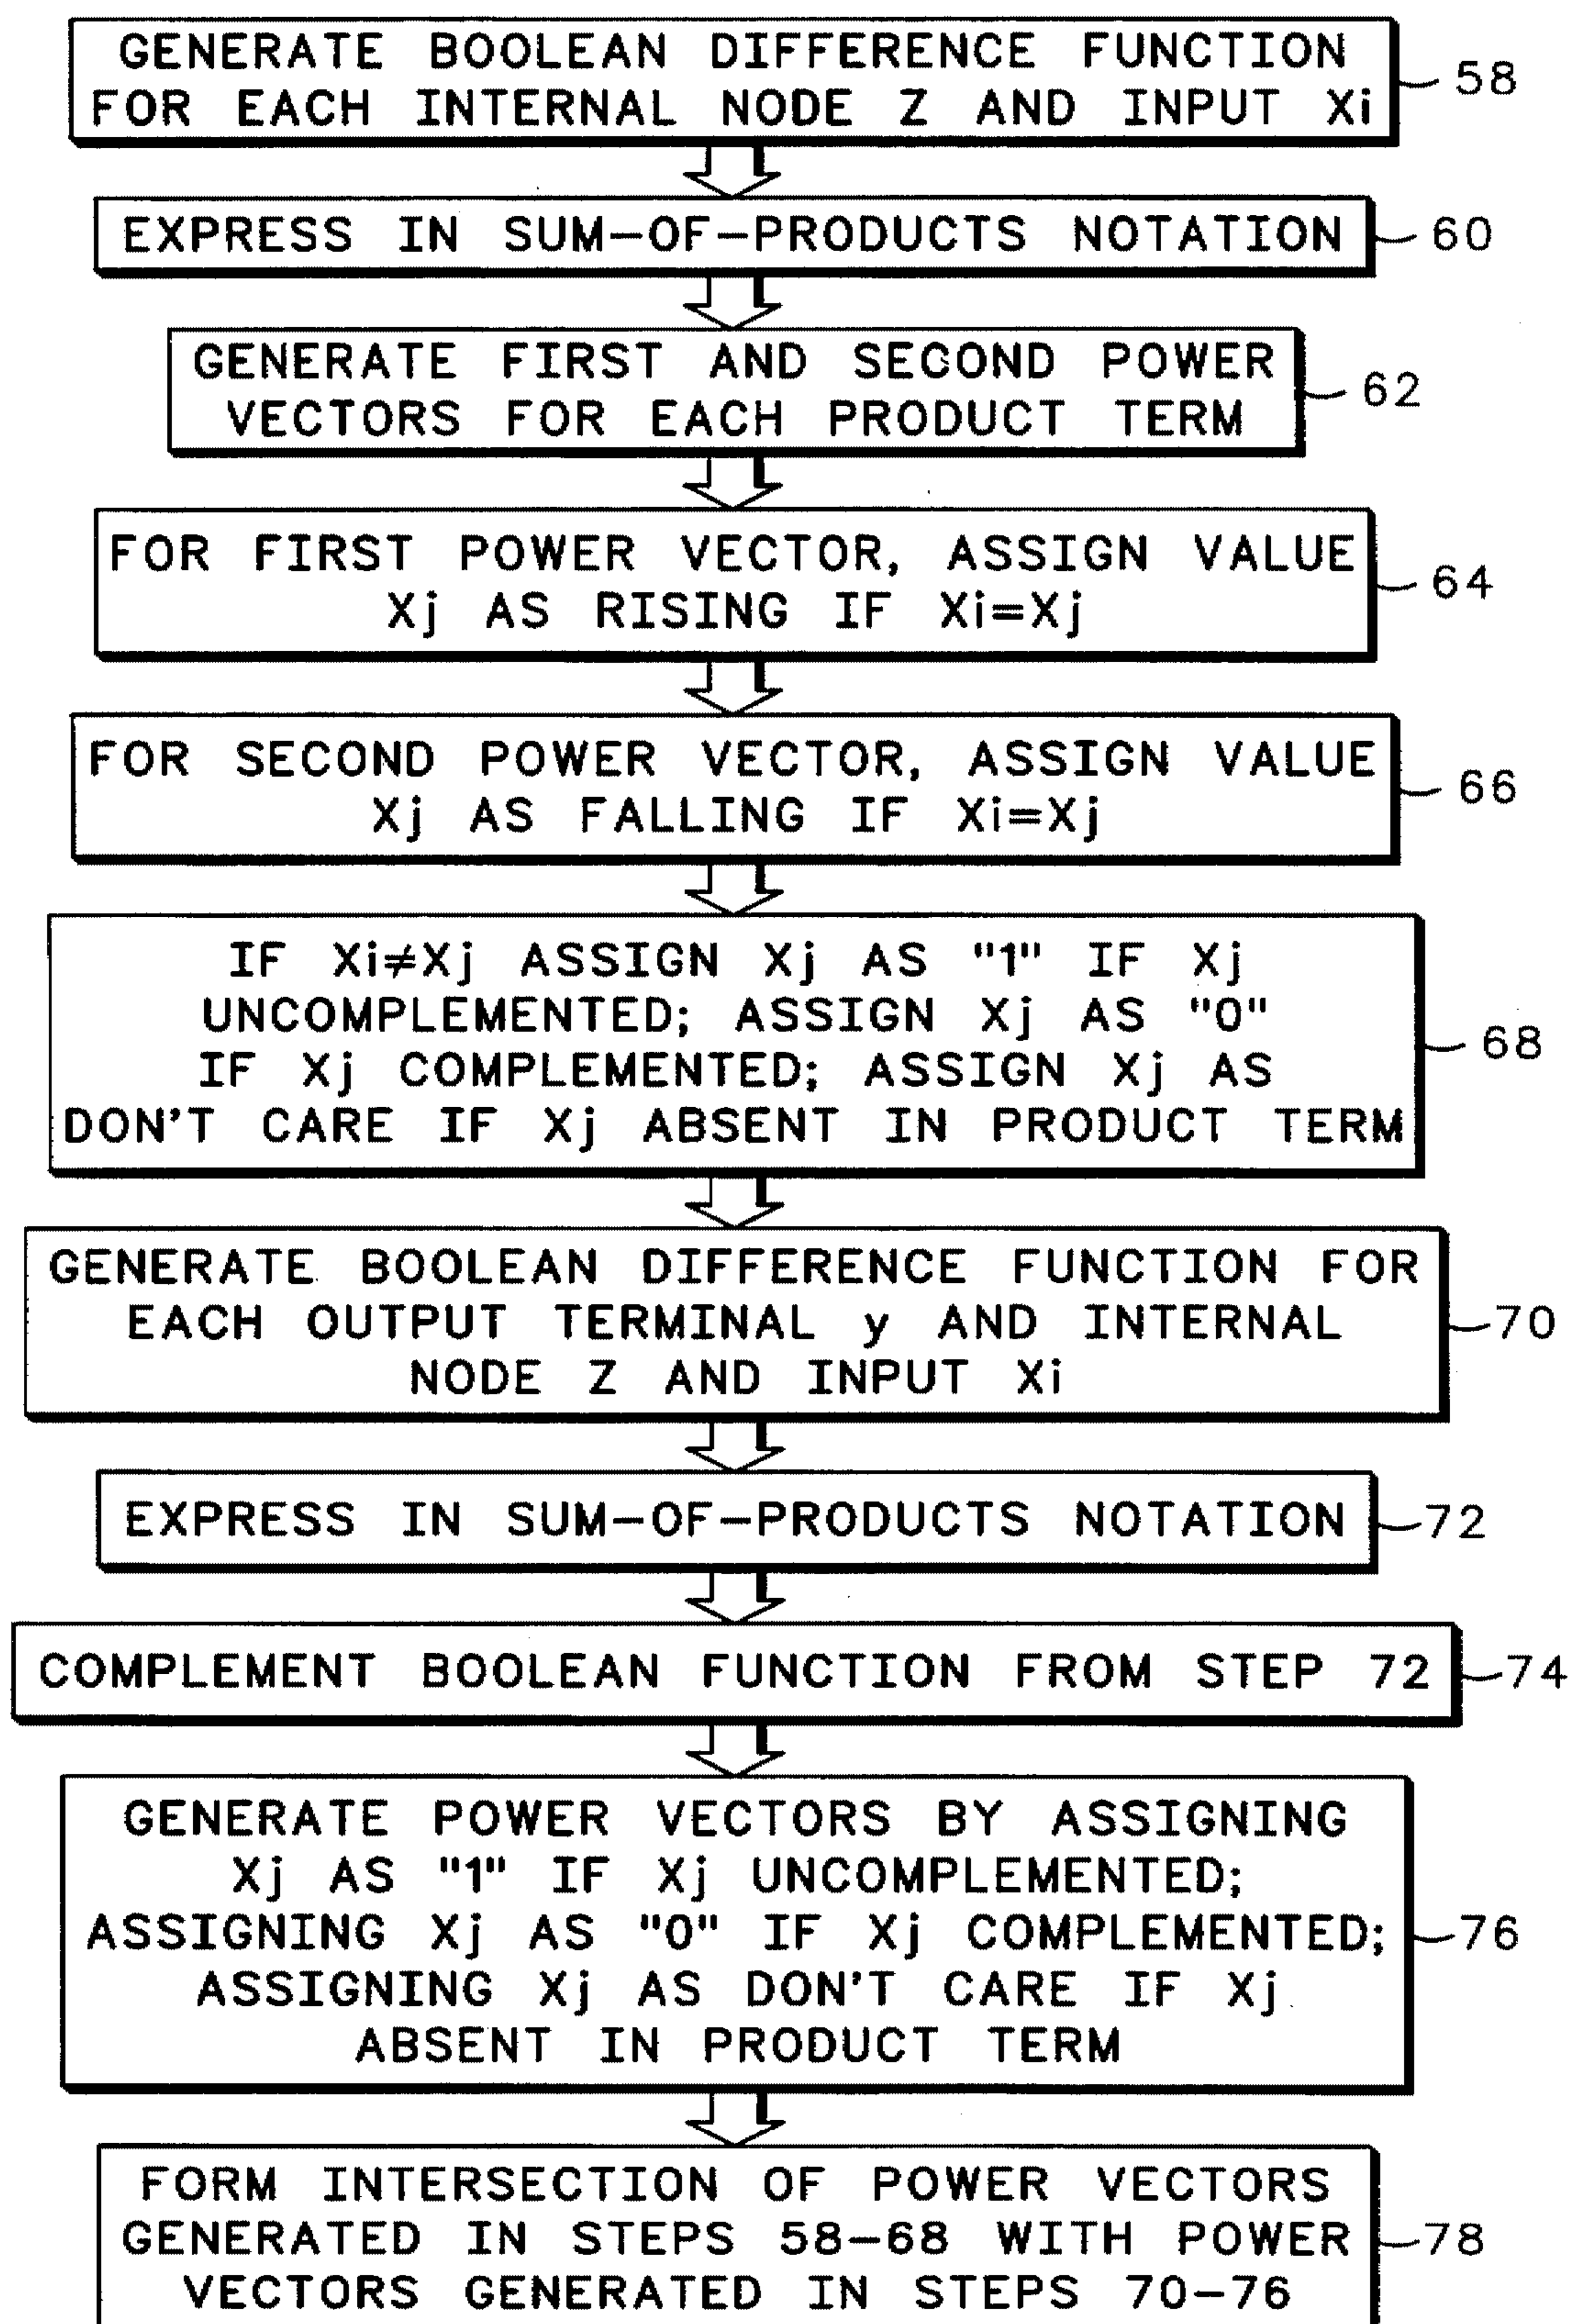 GENERATE BOOLEAN DIFFERENCE FUNCTION
FOR EACH INTERNAL NODE Z AND INPUT Xi
58
EXPRESS IN SUM-OF-PRODUCTS NOTATION
60
GENERATE FIRST AND SECOND POWER
VECTORS FOR EACH PRODUCT TERM
62
FOR FIRST POWER VECTOR, ASSIGN VALUE
Xj AS RISING IF Xi=Xj
64
FOR SECOND POWER VECTOR, ASSIGN VALUE
Xj AS FALLING IF Xi=Xj
66
IF Xi≠Xj ASSIGN Xj AS "1" IF Xj
UNCOMPLEMENTED; ASSIGN Xj AS "0"
IF Xj COMPLEMENTED; ASSIGN Xj AS
DON'T CARE IF Xj ABSENT IN PRODUCT TERM
68
GENERATE BOOLEAN DIFFERENCE FUNCTION FOR
EACH OUTPUT TERMINAL y AND INTERNAL
NODE Z AND INPUT Xi
70
EXPRESS IN SUM-OF-PRODUCTS NOTATION
72
COMPLEMENT BOOLEAN FUNCTION FROM STEP 72
74
GENERATE POWER VECTORS BY ASSIGNING
Xj AS "1" IF Xj UNCOMPLEMENTED;
ASSIGNING Xj AS "0" IF Xj COMPLEMENTED;
ASSIGNING Xj AS DON'T CARE IF Xj
ABSENT IN PRODUCT TERM
76
FORM INTERSECTION OF POWER VECTORS
GENERATED IN STEPS 58-68 WITH POWER
VECTORS GENERATED IN STEPS 70-76
78